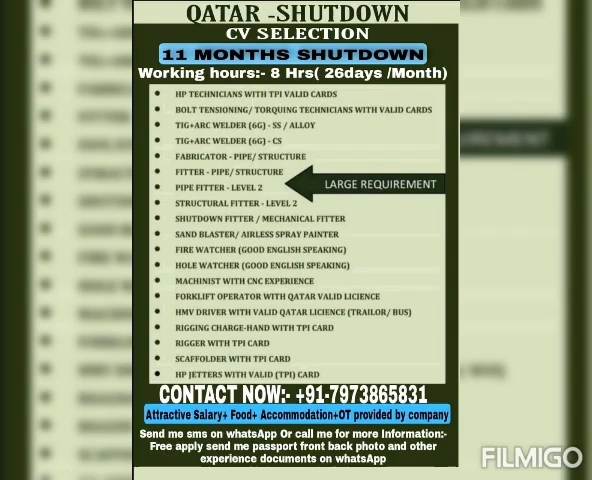 QATAR -SHUTDOWN
CV SELECTION
11 MONTHS SHUTDOWN
Working hours:- 8 Hrs( 26days /Month)
• HP TECHNICIANS WITH TPI VALID CARDS
• BOLT TENSIONING/ TORQUING TECHNICIANS WITH VALID CARDS
• TIG+ARC WELDER (6G) - SS / ALLOY
• TIG+ARC WELDER (6G) - CS
• FABRICATOR - PIPE/ STRUCTURE
• FITTER - PIPE/ STRUCTURE
• PIPE FITTER - LEVEL 2
LARGE REQUIREMENT
• STRUCTURAL FITTER - LEVEL 2
• SHUTDOWN FITTER / MECHANICAL FITTER
• SAND BLASTER/ AIRLESS SPRAY PAINTER
• FIRE WATCHER (GOOD ENGLISH SPEAKING)
• HOLE WATCHER (GOOD ENGLISH SPEAKING)
• MACHINIST WITH CNC EXPERIENCE
• FORKLIFT OPERATOR WITH QATAR VALID LICIENCE
• HMV DRIVER WITH VALID QATAR LICIENCE (TRAILOR/ BUS)
• RIGGING CHARGE-HAND WITH TPI CARD
• RIGGER WITH TPI CARD
• SCAFFOLDER WITH TPI CARD
• HP JETTERS WITH VALID (TPI) CARD
CONTACT NOW:- +91-7973865831
Attractive Salary+ Food+ Accommodation+OT provided by company
Send me sms on whatsApp Or call me for more Information:-
Free apply send me passport front back photo and other
experience documents on whatsApp
FILMIGO